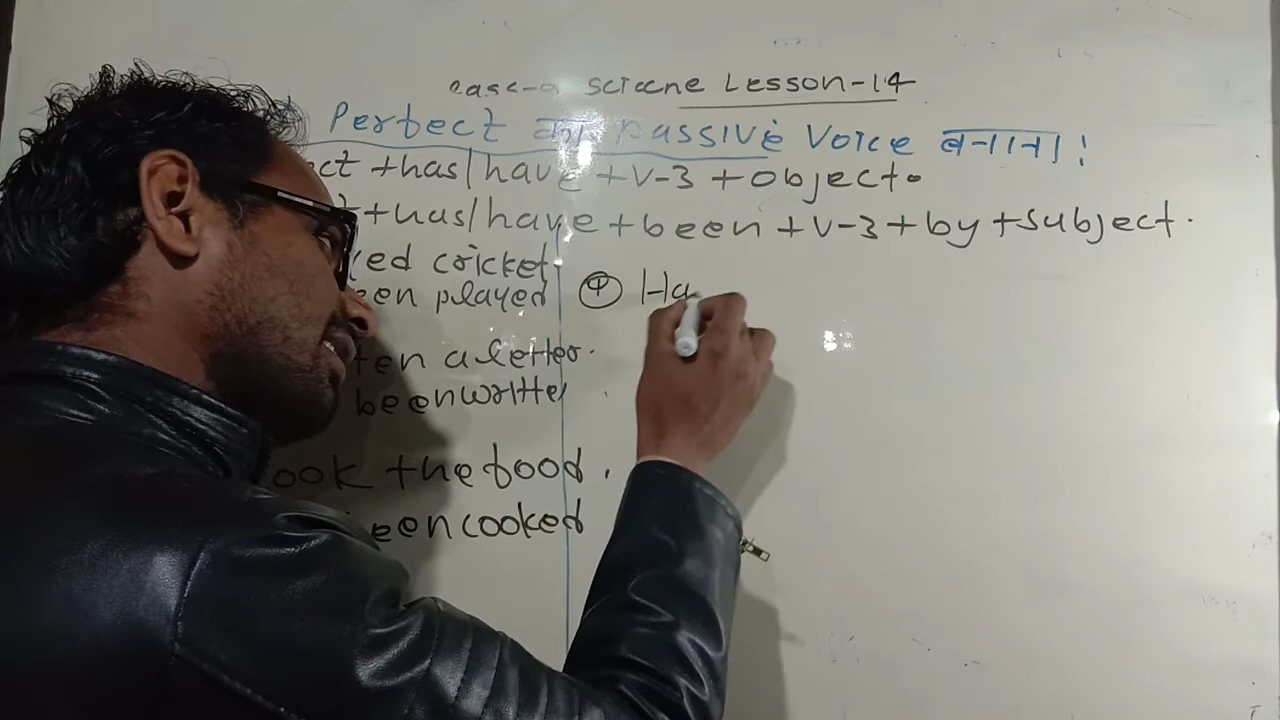 Screene Lesson-14
Perfect का passive Voice बनाना!
ct +has/have +V-3 +object.
t +has/have +been +V-3 +by +subject.
ed cricket
een played ④ Ha
ten a letter.
been writte
ook the food.
een cooked